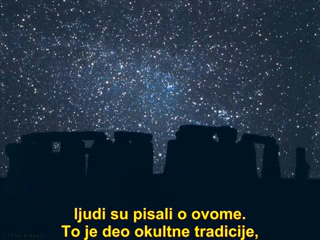 ljudi su pisali o ovome.
To je deo okultne tradicije,